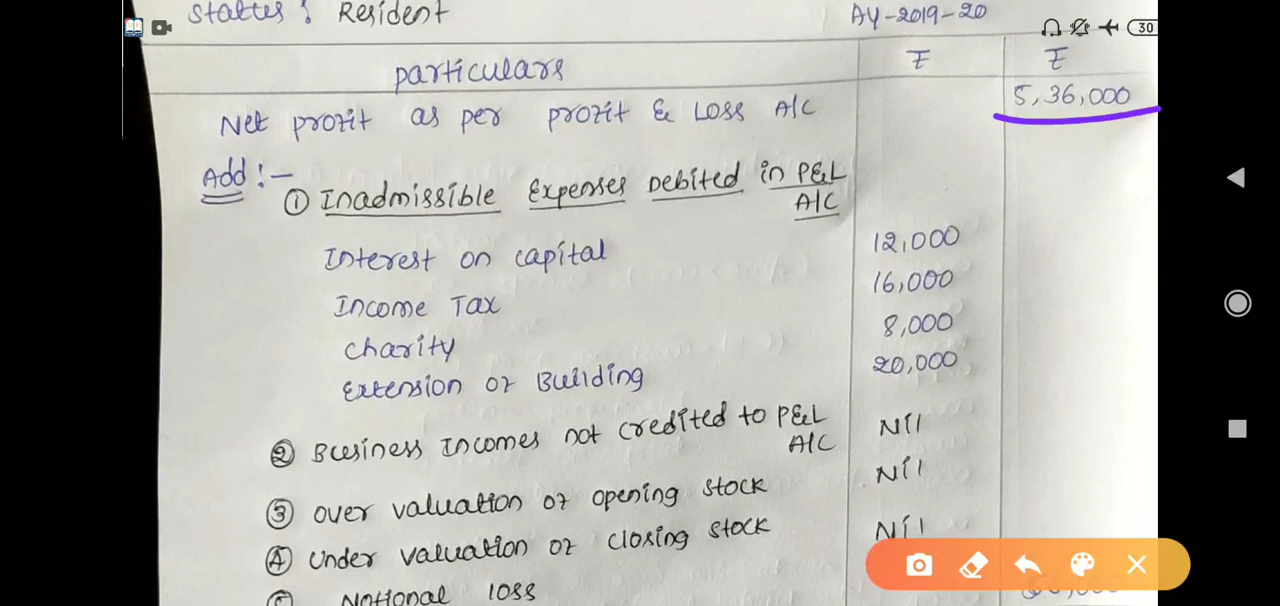 Status : Resident
AY-2019-20
30
particulars
₹
₹
Net profit as per profit & Loss A/C
5,36,000
Add :-
① Inadmissible Expenses Debited in P&L
A/C
Interest on capital
12,000
Income Tax
16,000
charity
8,000
Extension of Building
20,000
② Business Incomes not credited to P&L
A/C
Nil
③ over valuation of opening stock
Nil
④ under valuation of closing stock
Nil
Notional loss